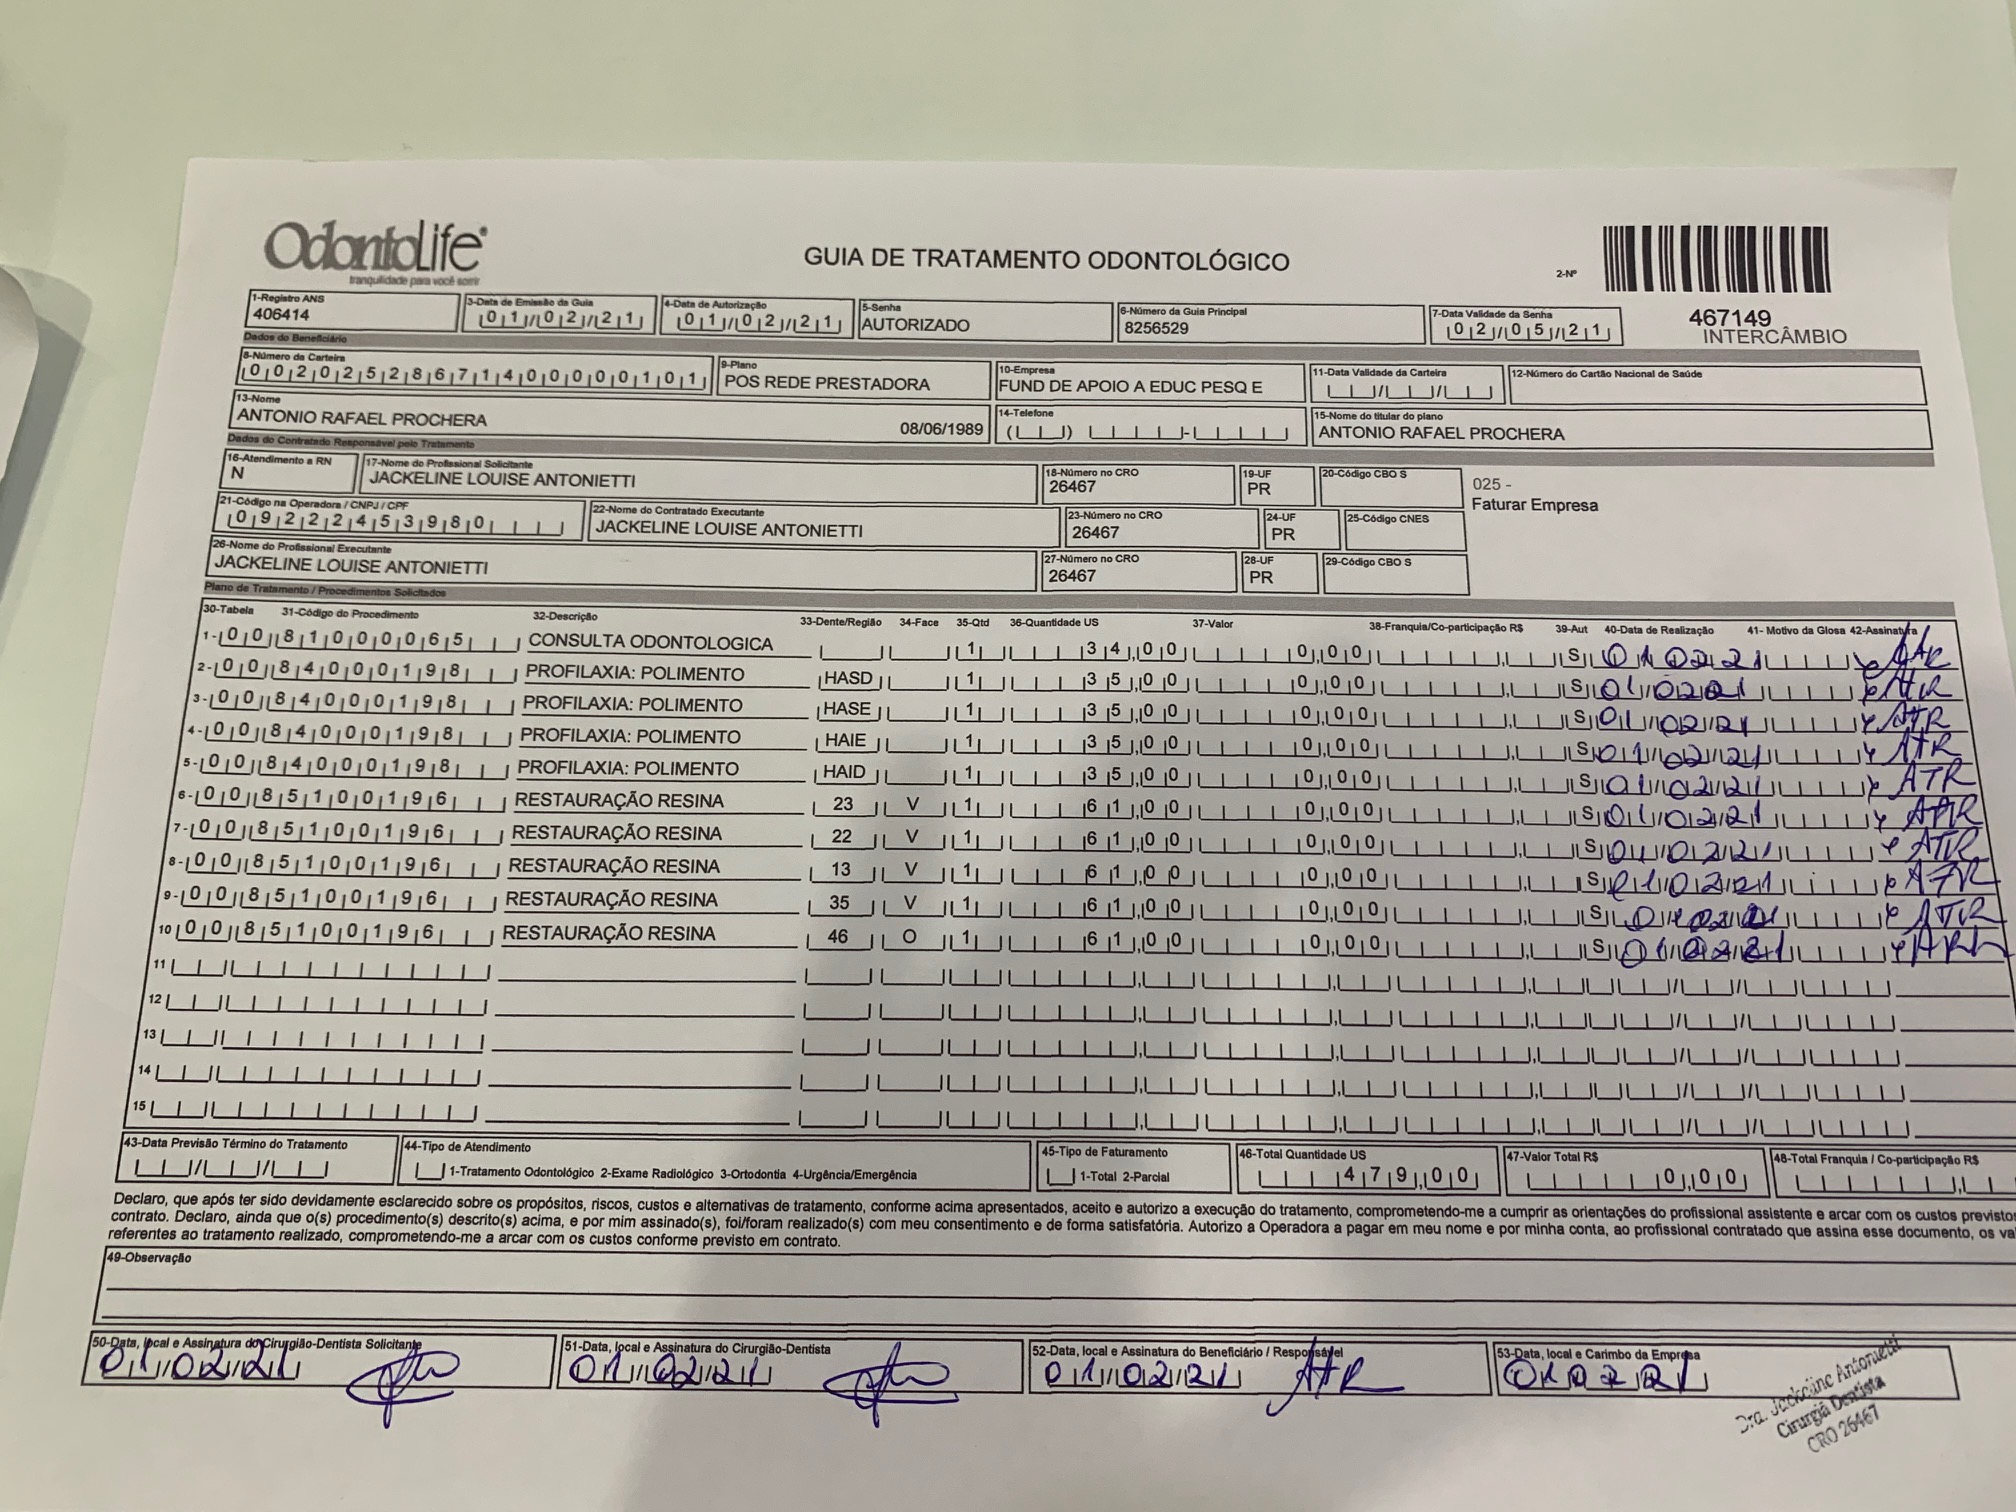 OdontoLife®
tranquilidade para você sorrir
GUIA DE TRATAMENTO ODONTOLÓGICO
2-Nº
467149
INTERCÂMBIO
1-Registro ANS
406414
3-Data de Emissão da Guia
01/02/21
4-Data de Autorização
01/02/21
5-Senha
AUTORIZADO
6-Número da Guia Principal
8256529
7-Data Validade da Senha
02/05/21
Dados do Beneficiário
8-Número da Carteira
00202528671400000101
9-Plano
POS REDE PRESTADORA
10-Empresa
FUND DE APOIO A EDUC PESQ E
11-Data Validade da Carteira
12-Número do Cartão Nacional de Saúde
13-Nome
ANTONIO RAFAEL PROCHERA 08/06/1989
14-Telefone
15-Nome do titular do plano
ANTONIO RAFAEL PROCHERA
Dados do Contratado Responsável pelo Tratamento
16-Atendimento a RN
N
17-Nome do Profissional Solicitante
JACKELINE LOUISE ANTONIETTI
18-Número no CRO
26467
19-UF
PR
20-Código CBO S
025 -
Faturar Empresa
21-Código na Operadora / CNPJ / CPF
09222453980
22-Nome do Contratado Executante
JACKELINE LOUISE ANTONIETTI
23-Número no CRO
26467
24-UF
PR
25-Código CNES
26-Nome do Profissional Executante
JACKELINE LOUISE ANTONIETTI
27-Número no CRO
26467
28-UF
PR
29-Código CBO S
Plano de Tratamento / Procedimentos Solicitados
30-Tabela 31-Código do Procedimento 32-Descrição 33-Dente/Região 34-Face 35-Qtd 36-Quantidade US 37-Valor 38-Franquia/Co-participação R$ 39-Aut 40-Data de Realização 41- Motivo da Glosa 42-Assinatura
1- 00 81000065 CONSULTA ODONTOLOGICA 1 34,00 0,00 S 01/02/21
2- 00 84000198 PROFILAXIA: POLIMENTO HASD 1 35,00 0,00 S 01/02/21 ATR
3- 00 84000198 PROFILAXIA: POLIMENTO HASE 1 35,00 0,00 S 01/02/21 ATR
4- 00 84000198 PROFILAXIA: POLIMENTO HAIE 1 35,00 0,00 S 01/02/21 ATR
5- 00 84000198 PROFILAXIA: POLIMENTO HAID 1 35,00 0,00 S 01/02/21 ATR
6- 00 85100196 RESTAURAÇÃO RESINA 23 V 1 61,00 0,00 S 01/02/21
7- 00 85100196 RESTAURAÇÃO RESINA 22 V 1 61,00 0,00 S 01/02/21 ATR
8- 00 85100196 RESTAURAÇÃO RESINA 13 V 1 61,00 0,00 S 01/02/21 ATR
9- 00 85100196 RESTAURAÇÃO RESINA 35 V 1 61,00 0,00 S 01/02/21 ATR
10 00 85100196 RESTAURAÇÃO RESINA 46 O 1 61,00 0,00 S 01/02/21
11
12
13
14
15
43-Data Previsão Término do Tratamento
44-Tipo de Atendimento
1-Tratamento Odontológico 2-Exame Radiológico 3-Ortodontia 4-Urgência/Emergência
45-Tipo de Faturamento
1-Total 2-Parcial
46-Total Quantidade US
479,00
47-Valor Total R$
0,00
48-Total Franquia / Co-participação R$
Declaro, que após ter sido devidamente esclarecido sobre os propósitos, riscos, custos e alternativas de tratamento, conforme acima apresentados, aceito e autorizo a execução do tratamento, comprometendo-me a cumprir as orientações do profissional assistente e arcar com os custos previstos
contrato. Declaro, ainda que o(s) procedimento(s) descrito(s) acima, e por mim assinado(s), foi/foram realizado(s) com meu consentimento e de forma satisfatória. Autorizo a Operadora a pagar em meu nome e por minha conta, ao profissional contratado que assina esse documento, os va
referentes ao tratamento realizado, comprometendo-me a arcar com os custos conforme previsto em contrato.
49-Observação
50-Data, local e Assinatura do Cirurgião-Dentista Solicitante
01/02/21
51-Data, local e Assinatura do Cirurgião-Dentista
01/02/21
52-Data, local e Assinatura do Beneficiário / Responsável
01/02/21 ATR
53-Data, local e Carimbo da Empresa
01/02/21
Dra. Jackeline Antonietti
Cirurgiã Dentista
CRO 26467